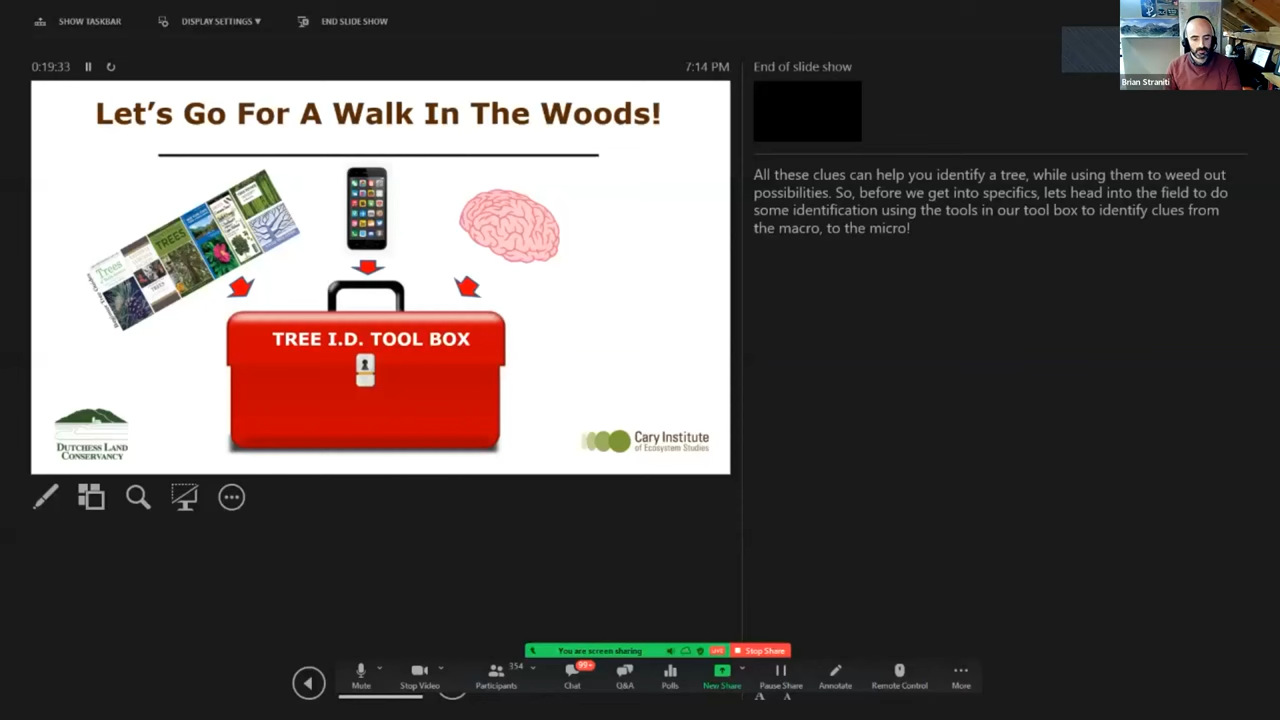 SHOW TASKBAR
DISPLAY SETTINGS ▼
END SLIDE SHOW
0:19:33
7:14 PM
End of slide show
Brian Straniti
Let's Go For A Walk In The Woods!
All these clues can help you identify a tree, while using them to weed out
possibilities. So, before we get into specifics, lets head into the field to do
some identification using the tools in our tool box to identify clues from
the macro, to the micro!
Trees
TREES
TREE I.D. TOOL BOX
DUTCHESS LAND
CONSERVANCY
Cary Institute
of Ecosystem Studies
You are screen sharing
LIVE
Stop Share
Mute
Stop Video
Participants
354
Chat
99+
Q&A
Polls
New Share
Pause Share
Annotate
Remote Control
More
A A